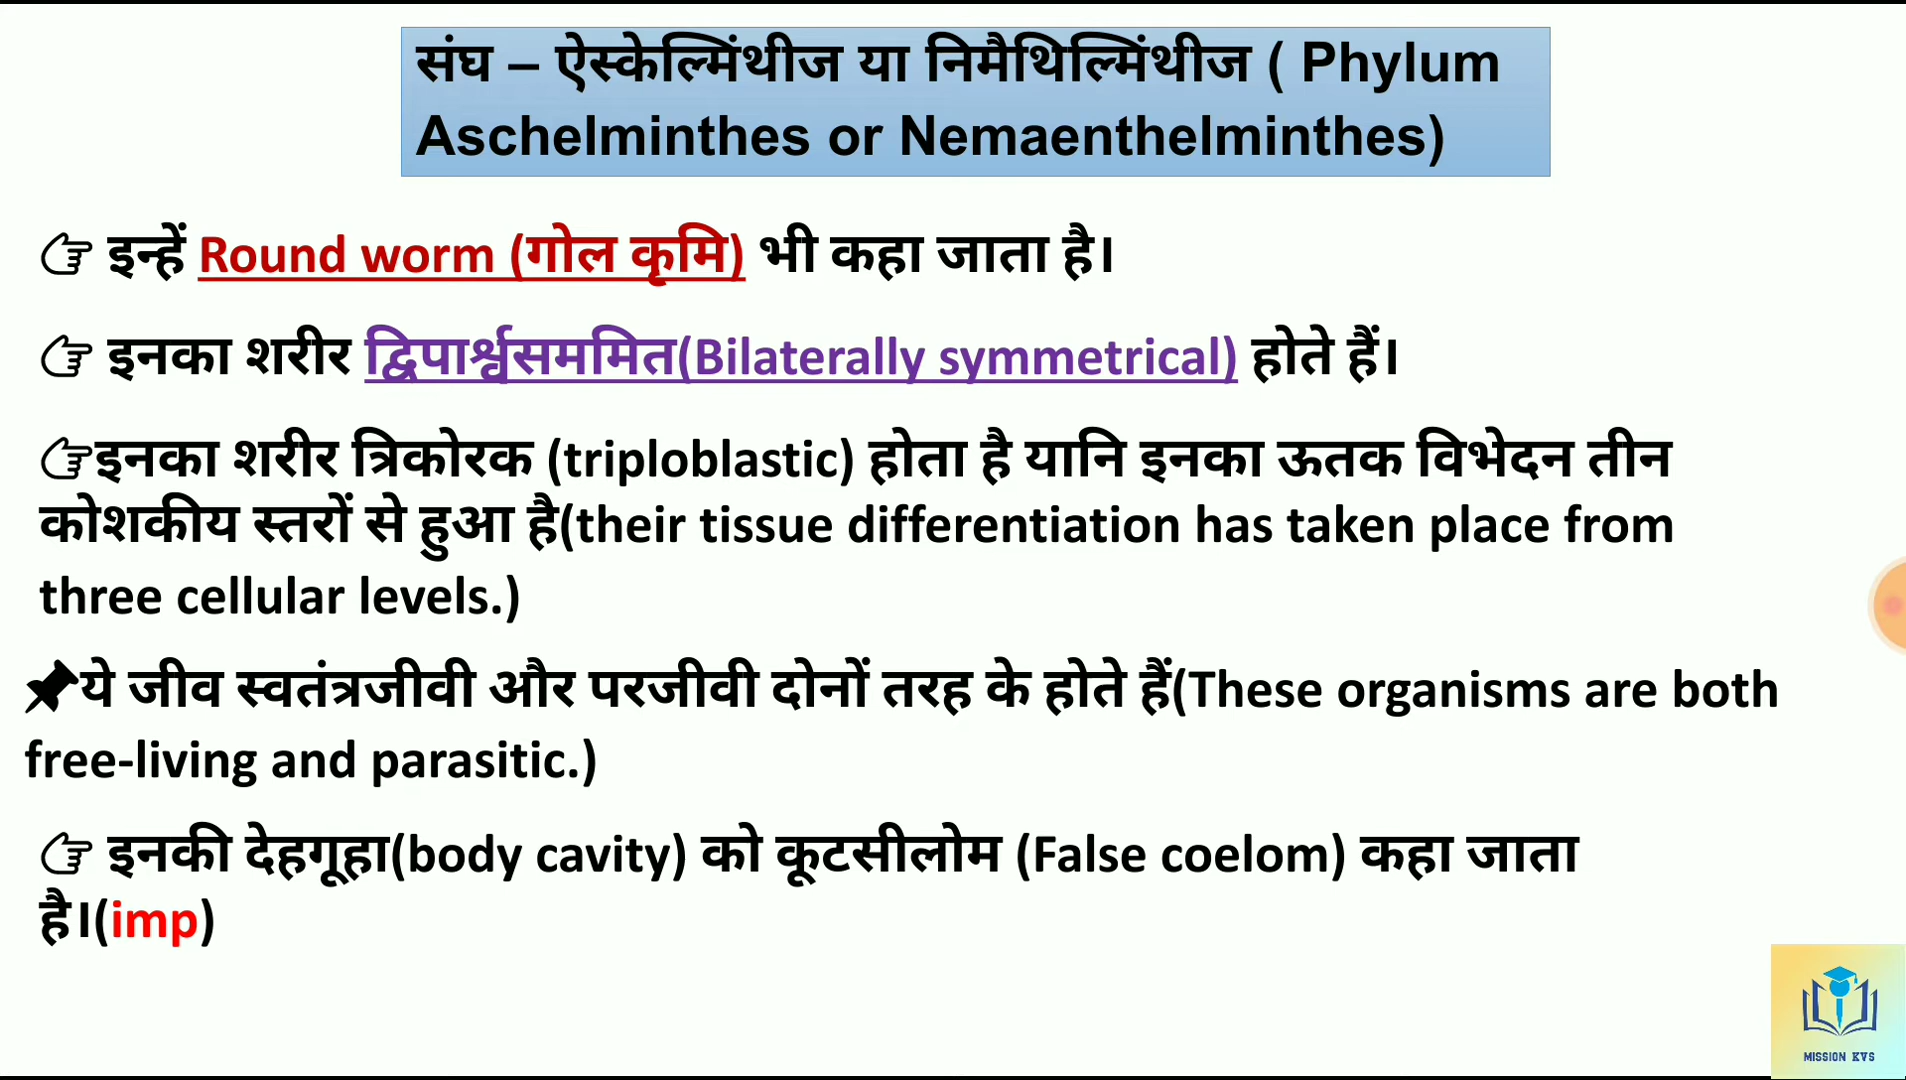 संघ – ऐस्केल्मिंथीज या निमैथिल्मिंथीज ( Phylum
Aschelminthes or Nemaenthelminthes)
इन्हें Round worm (गोल कृमि) भी कहा जाता है।
इनका शरीर द्विपार्श्वसममित(Bilaterally symmetrical) होते हैं।
इनका शरीर त्रिकोरक (triploblastic) होता है यानि इनका ऊतक विभेदन तीन
कोशकीय स्तरों से हुआ है(their tissue differentiation has taken place from
three cellular levels.)
ये जीव स्वतंत्रजीवी और परजीवी दोनों तरह के होते हैं(These organisms are both
free-living and parasitic.)
इनकी देहगूहा(body cavity) को कूटसीलोम (False coelom) कहा जाता
है।(imp)
MISSION KVS